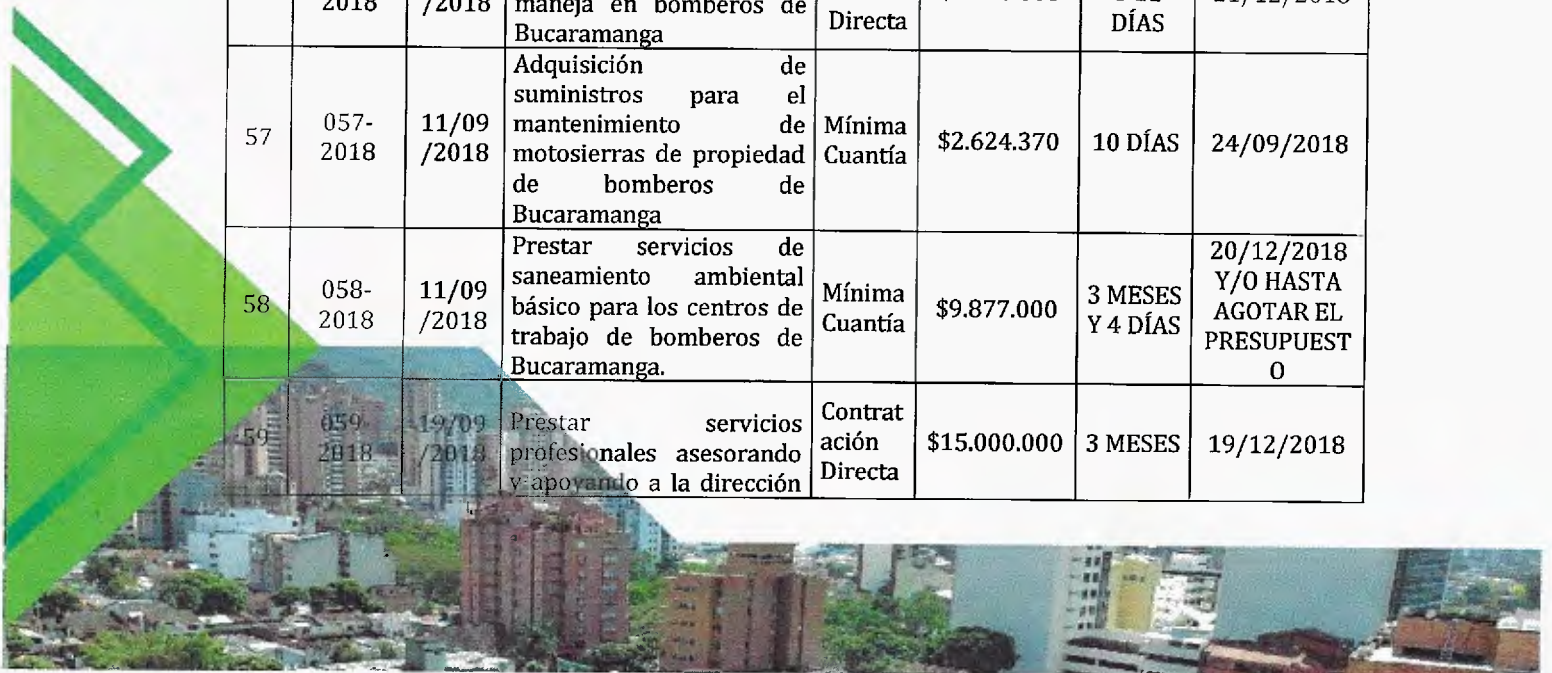 2018 /2018 maneja en bomberos de
Bucaramanga
Directa
DÍAS
57
057-
2018
11/09
/2018
Adquisición de
suministros para el
mantenimiento de
motosierras de propiedad
de bomberos de
Bucaramanga
Mínima
Cuantía
$2.624.370
10 DÍAS
24/09/2018
58
058-
2018
11/09
/2018
Prestar servicios de
saneamiento ambiental
básico para los centros de
trabajo de bomberos de
Bucaramanga.
Mínima
Cuantía
$9.877.000
3 MESES
Y 4 DÍAS
20/12/2018
Y/O HASTA
AGOTAR EL
PRESUPUEST
O
59
059-
2018
19/09
/2018
Prestar servicios
profesionales asesorando
y apoyando a la dirección
Contrat
ación
Directa
$15.000.000
3 MESES
19/12/2018